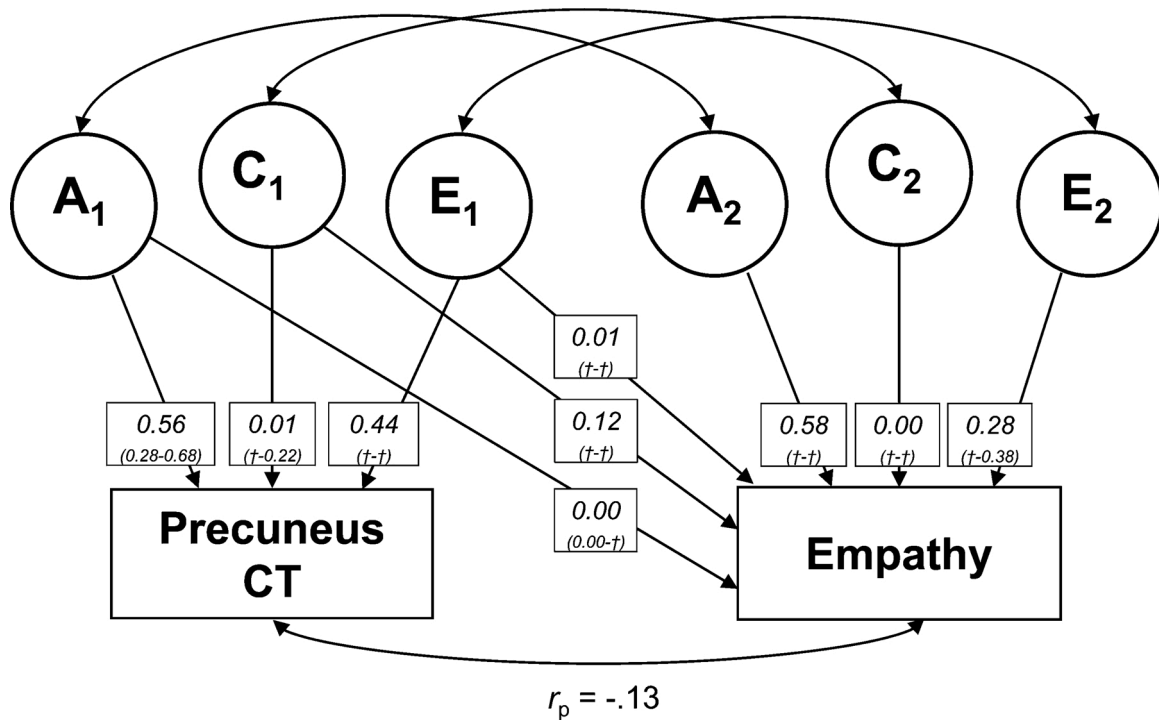 A1
C1
E1
A2
C2
E2
0.01
(†-†)
0.56
(0.28-0.68)
0.01
(†-0.22)
0.44
(†-†)
0.12
(†-†)
0.58
(†-†)
0.00
(†-†)
0.28
(†-0.38)
0.00
(0.00-†)
Precuneus
CT
Empathy
rp = -.13